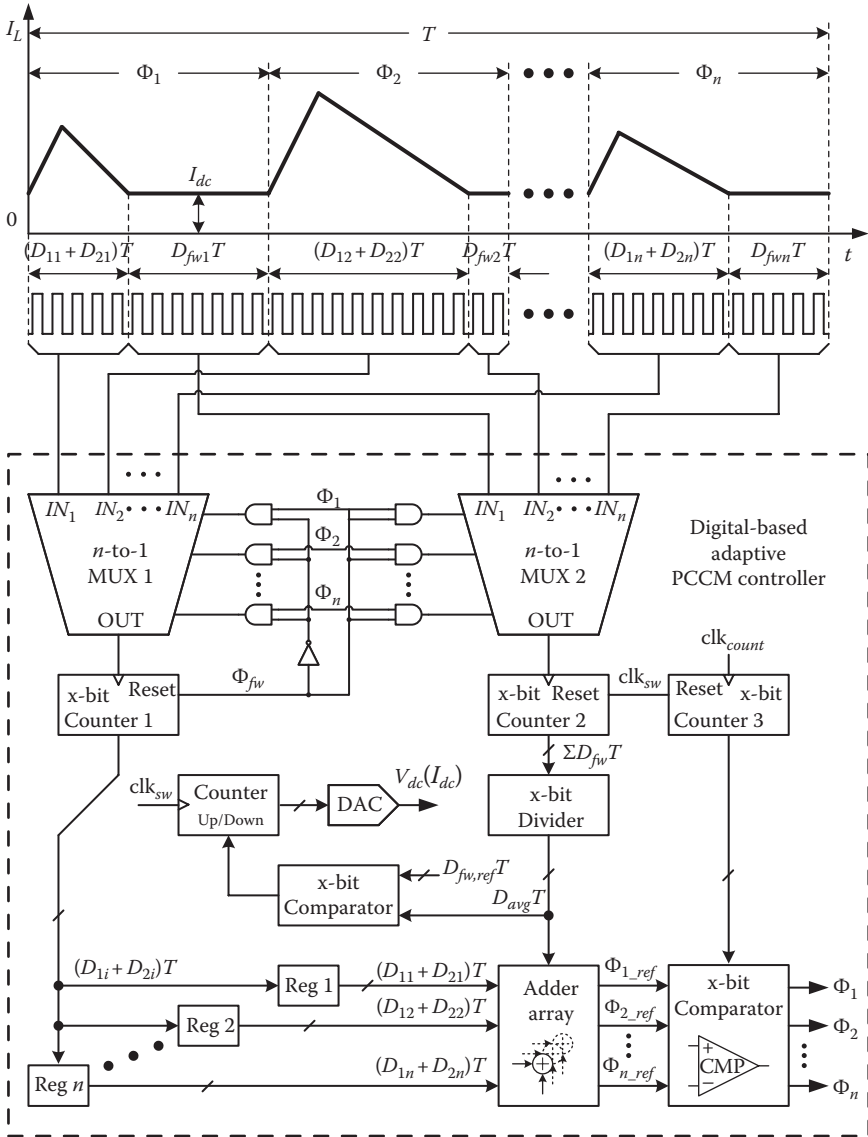 I_L
T
Φ_1 Φ_2 Φ_n
I_dc
0
(D_11 + D_21)T D_fw1T (D_12 + D_22)T D_fw2T (D_1n + D_2n)T D_fwnT t
IN_1 IN_2 IN_n
n-to-1
MUX 1
OUT
Φ_1
Φ_2
Φ_n
Φ_fw
IN_1 IN_2 IN_n
n-to-1
MUX 2
OUT
Digital-based
adaptive
PCCM controller
clk_count
x-bit Reset
Counter 1
x-bit Reset
Counter 2
clk_sw
Reset x-bit
Counter 3
ΣD_fwT
clk_sw
Counter
Up/Down
DAC
V_dc(I_dc)
x-bit
Divider
x-bit
Comparator
D_fw,refT
D_avgT
(D_1i + D_2i)T
Reg 1
(D_11 + D_21)T
Reg 2
(D_12 + D_22)T
Reg n
(D_1n + D_2n)T
Adder
array
+
Φ_1_ref
Φ_2_ref
Φ_n_ref
x-bit
Comparator
+
CMP
−
Φ_1
Φ_2
Φ_n